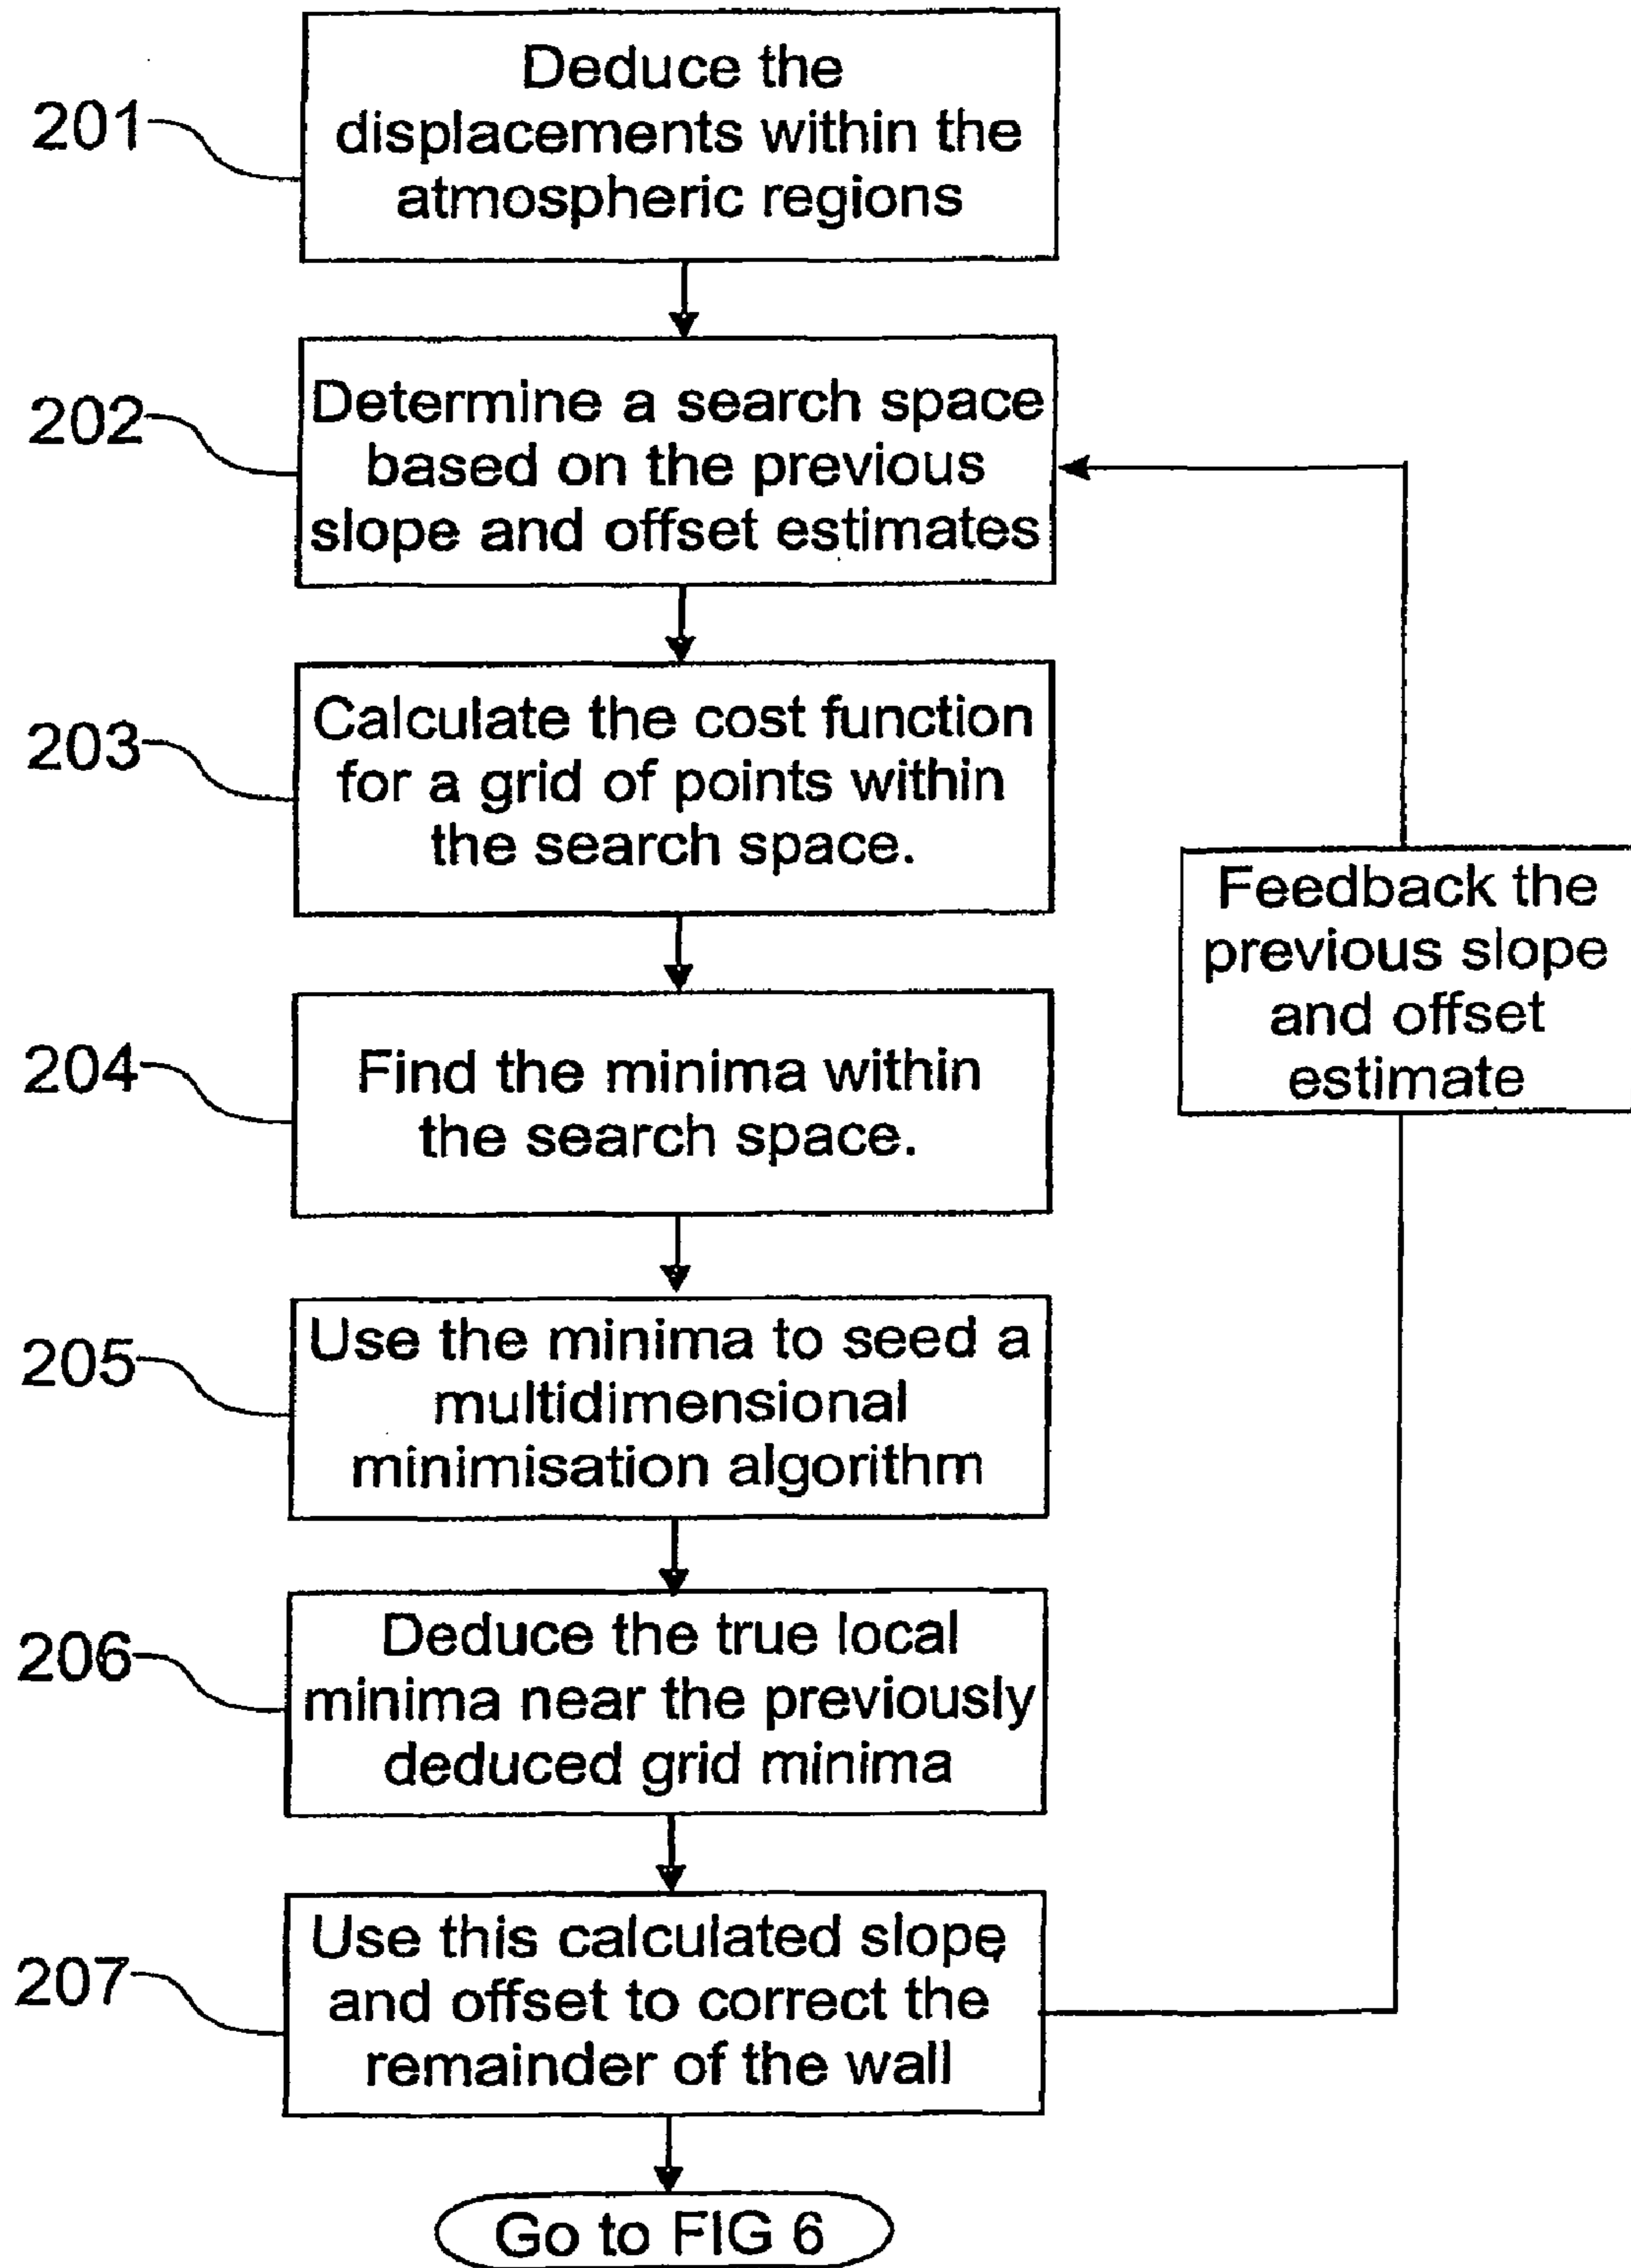 201
Deduce the
displacements within the
atmospheric regions
202
Determine a search space
based on the previous
slope and offset estimates
203
Calculate the cost function
for a grid of points within
the search space.
Feedback the
previous slope
and offset
estimate
204
Find the minima within
the search space.
205
Use the minima to seed a
multidimensional
minimisation algorithm
206
Deduce the true local
minima near the previously
deduced grid minima
207
Use this calculated slope
and offset to correct the
remainder of the wall
Go to FIG 6